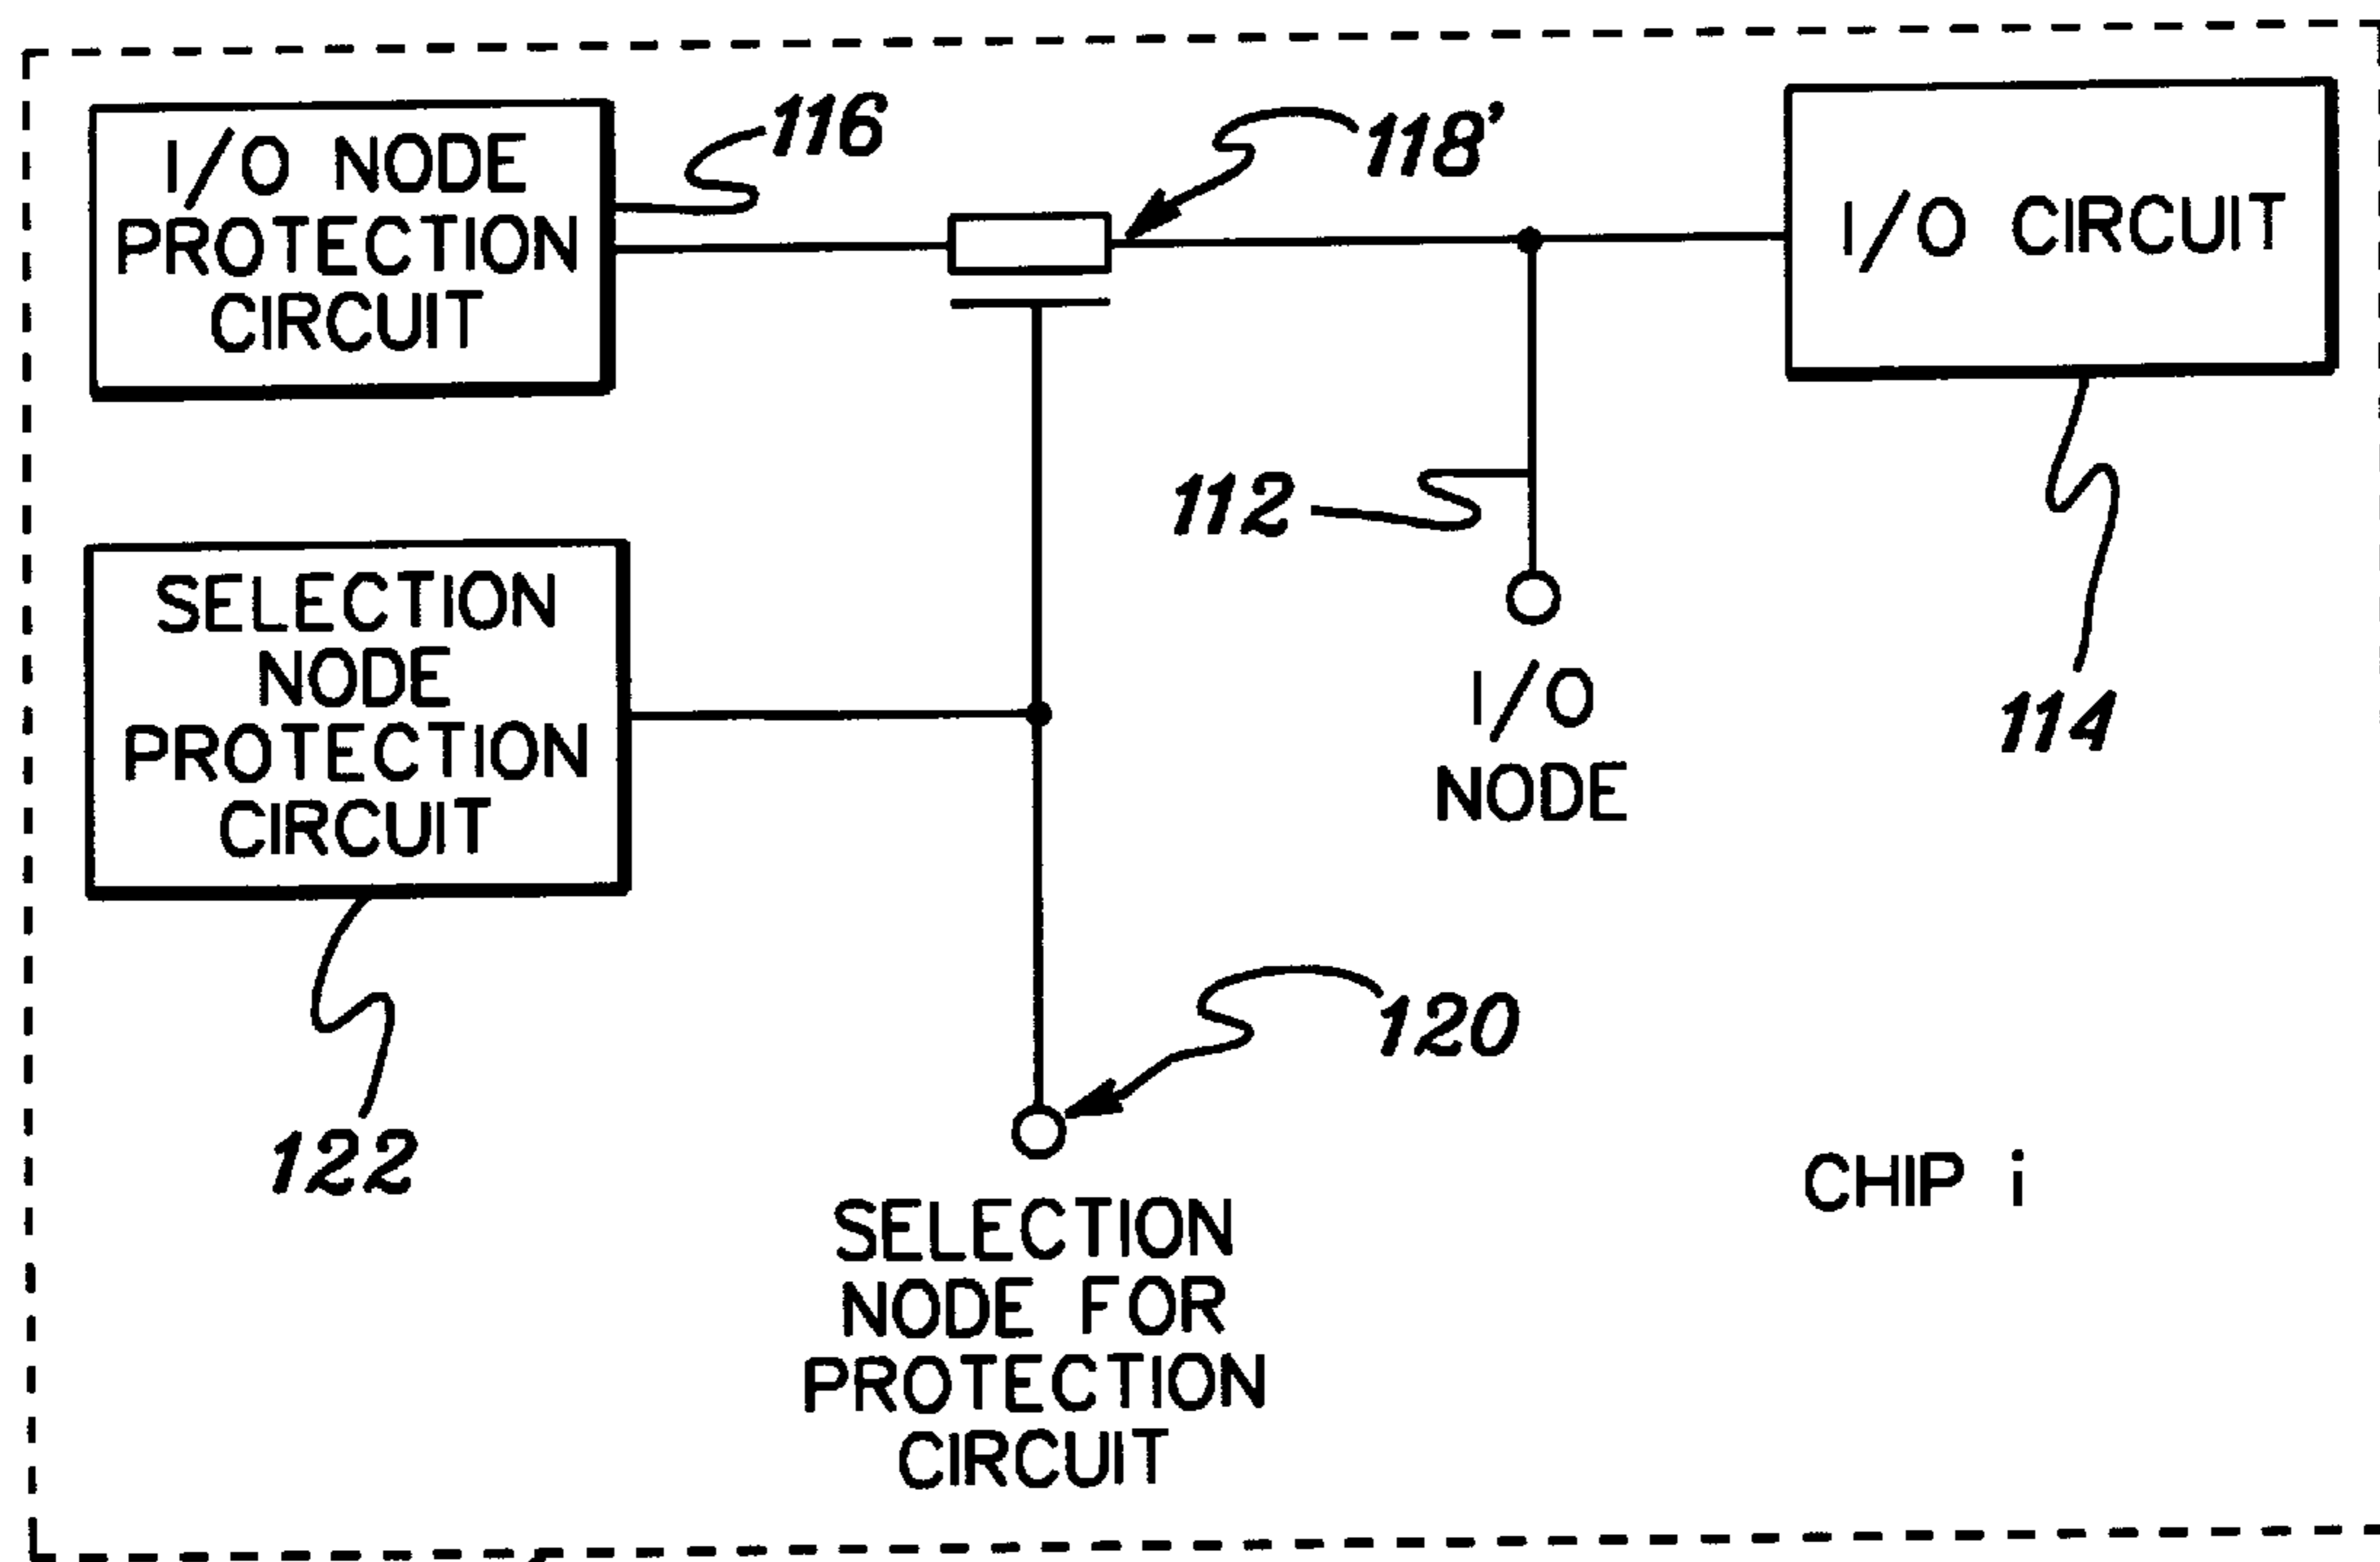 I/O NODE
PROTECTION
CIRCUIT
116
118'
I/O CIRCUIT
112
114
I/O
NODE
SELECTION
NODE
PROTECTION
CIRCUIT
122
120
SELECTION
NODE FOR
PROTECTION
CIRCUIT
CHIP i